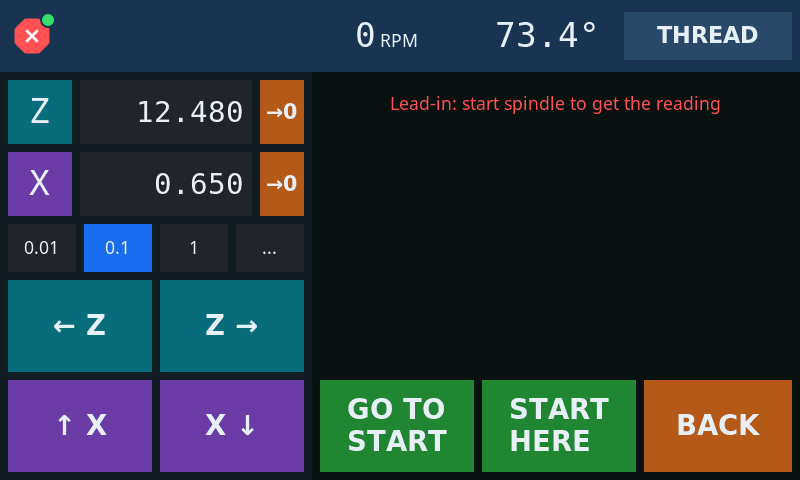 0 RPM
73.4°
THREAD
Z
12.480
→0
Lead-in: start spindle to get the reading
X
0.650
→0
0.01
0.1
1
...
← Z
Z →
↑ X
X ↓
GO TO
START
START
HERE
BACK